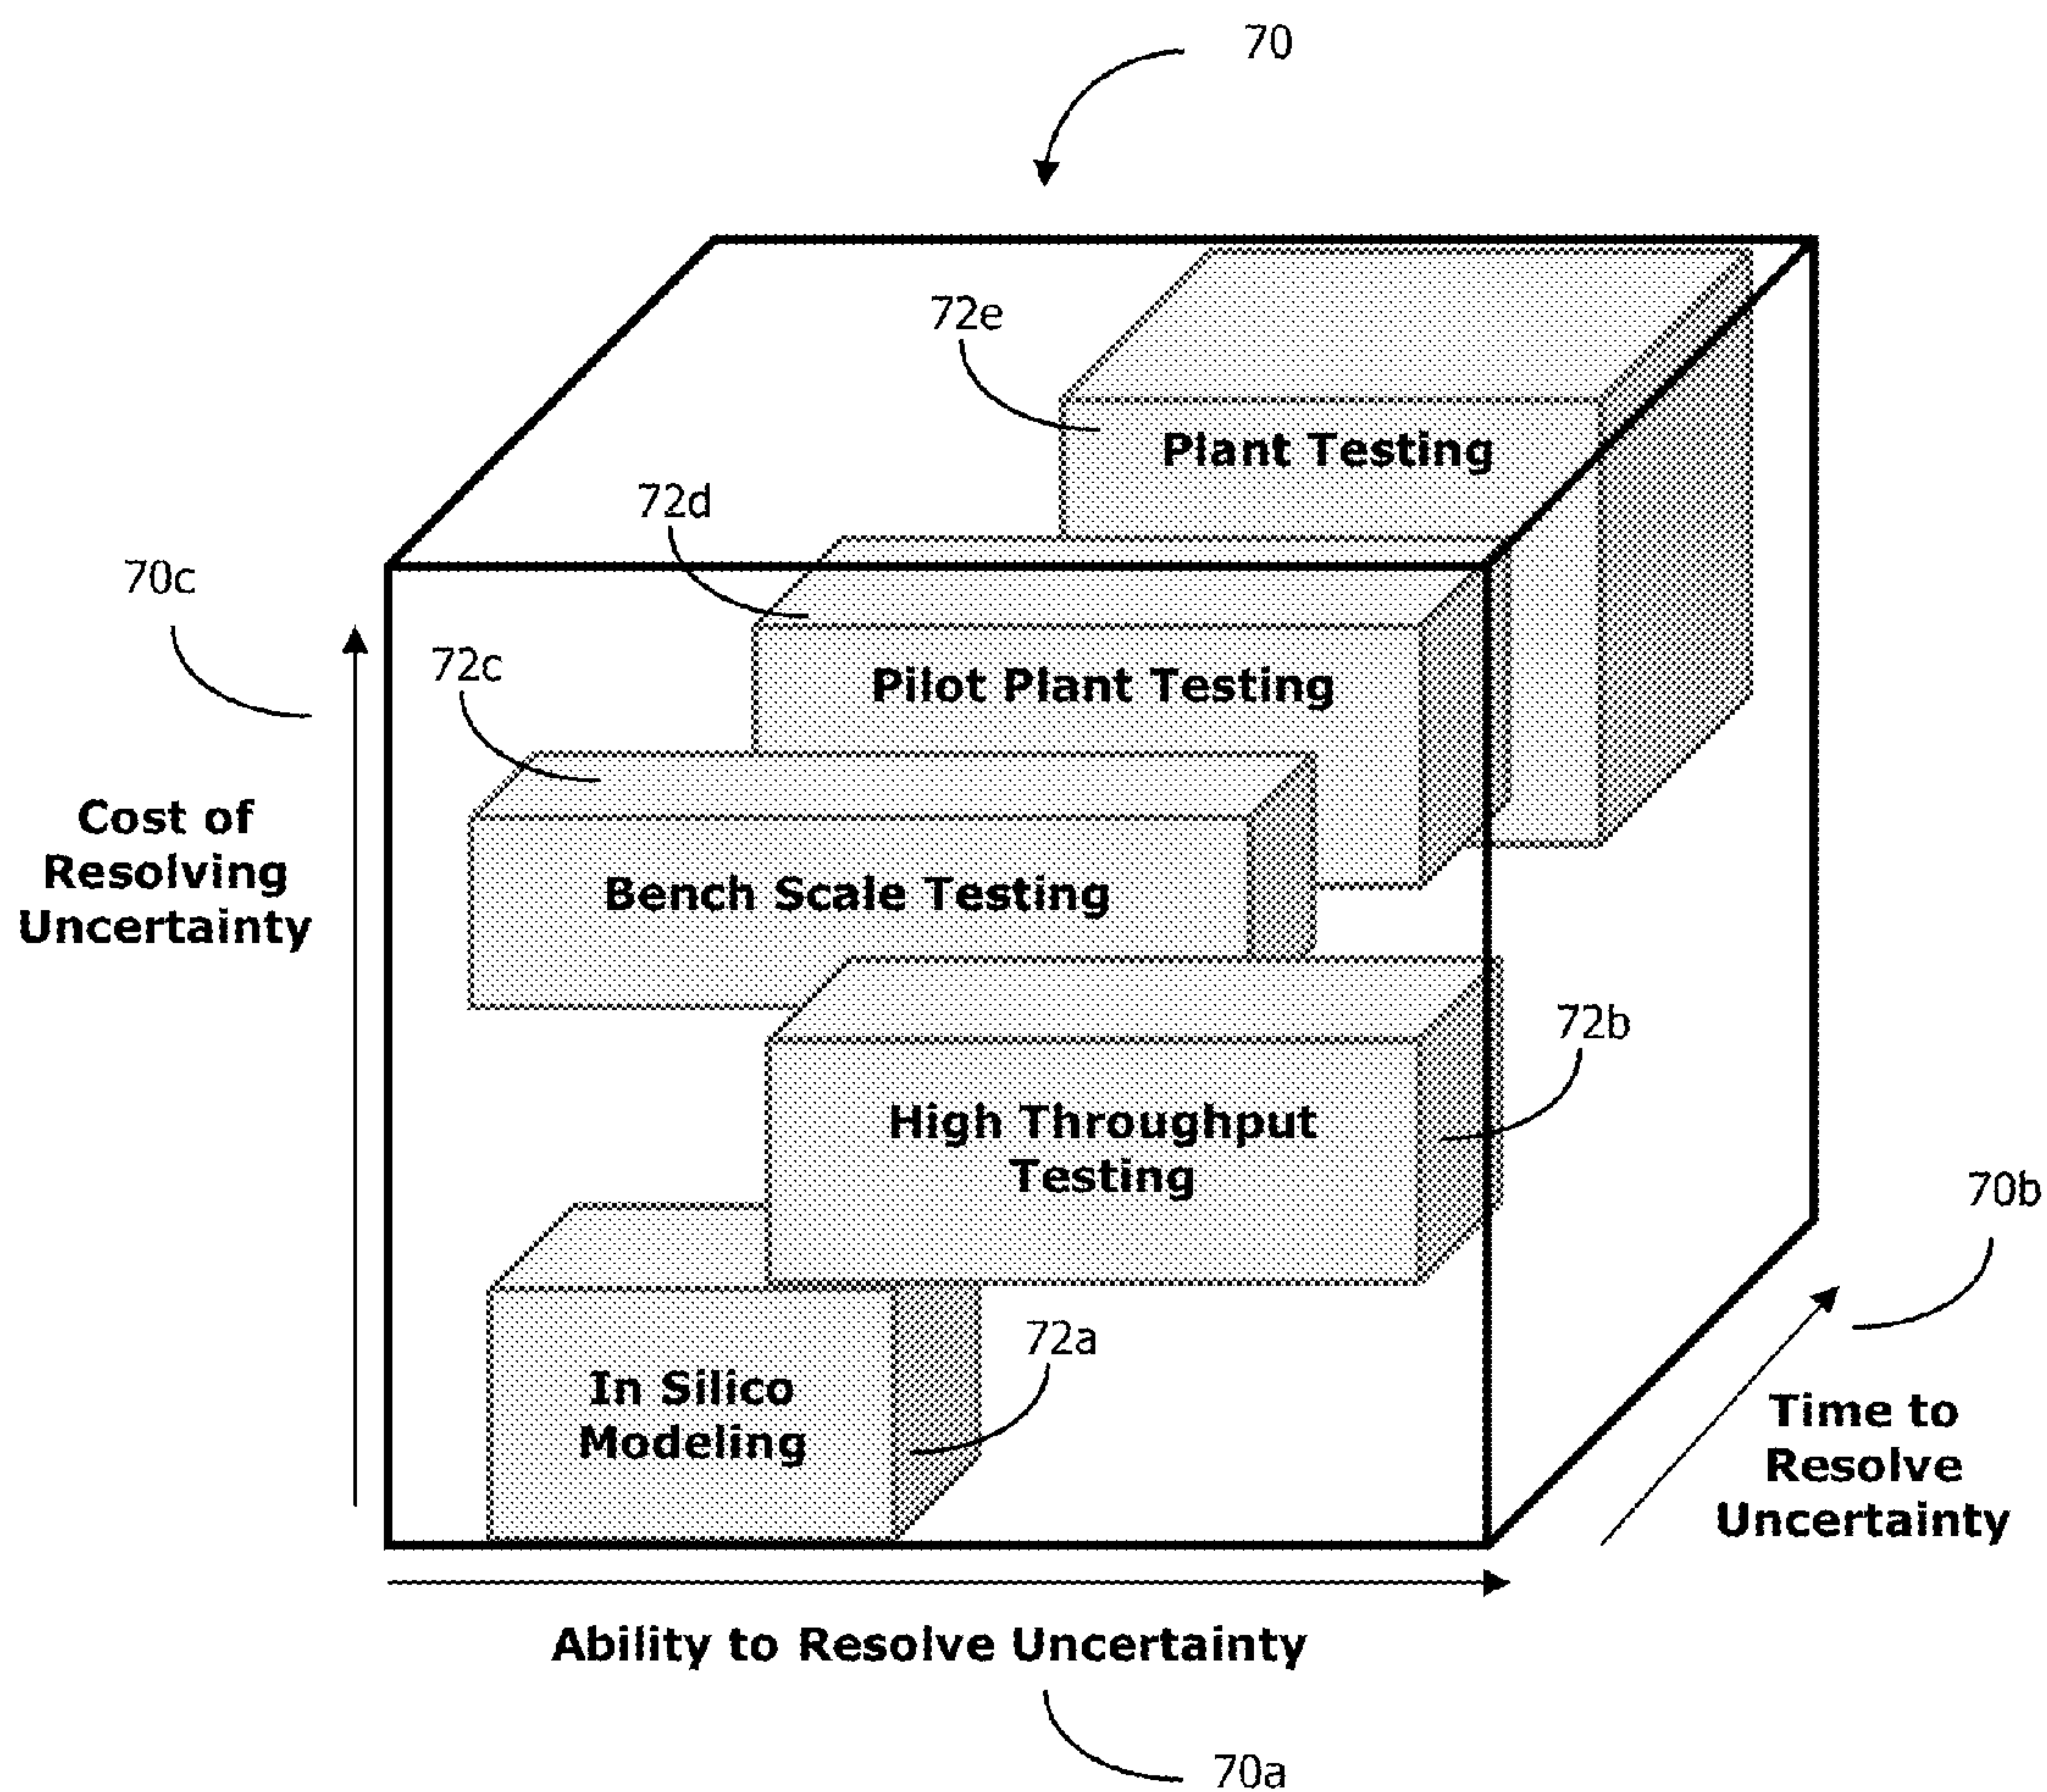 70
72e
Plant Testing
72d
70c
Pilot Plant Testing
72c
Cost of
Resolving
Uncertainty
Bench Scale Testing
72b
High Throughput
Testing
70b
72a
In Silico
Modeling
Time to
Resolve
Uncertainty
Ability to Resolve Uncertainty
70a